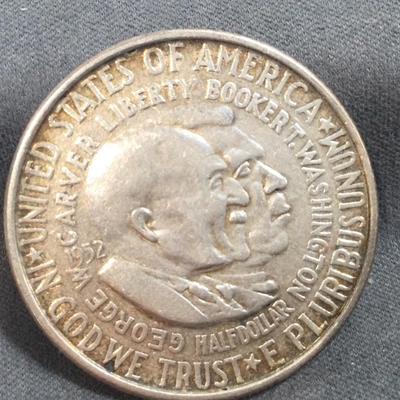 UNITED STATES OF AMERICA
★ E PLURIBUS UNUM ★
IN GOD WE TRUST ★
GEORGE W. CARVER LIBERTY BOOKER T. WASHINGTON
HALF DOLLAR
1952